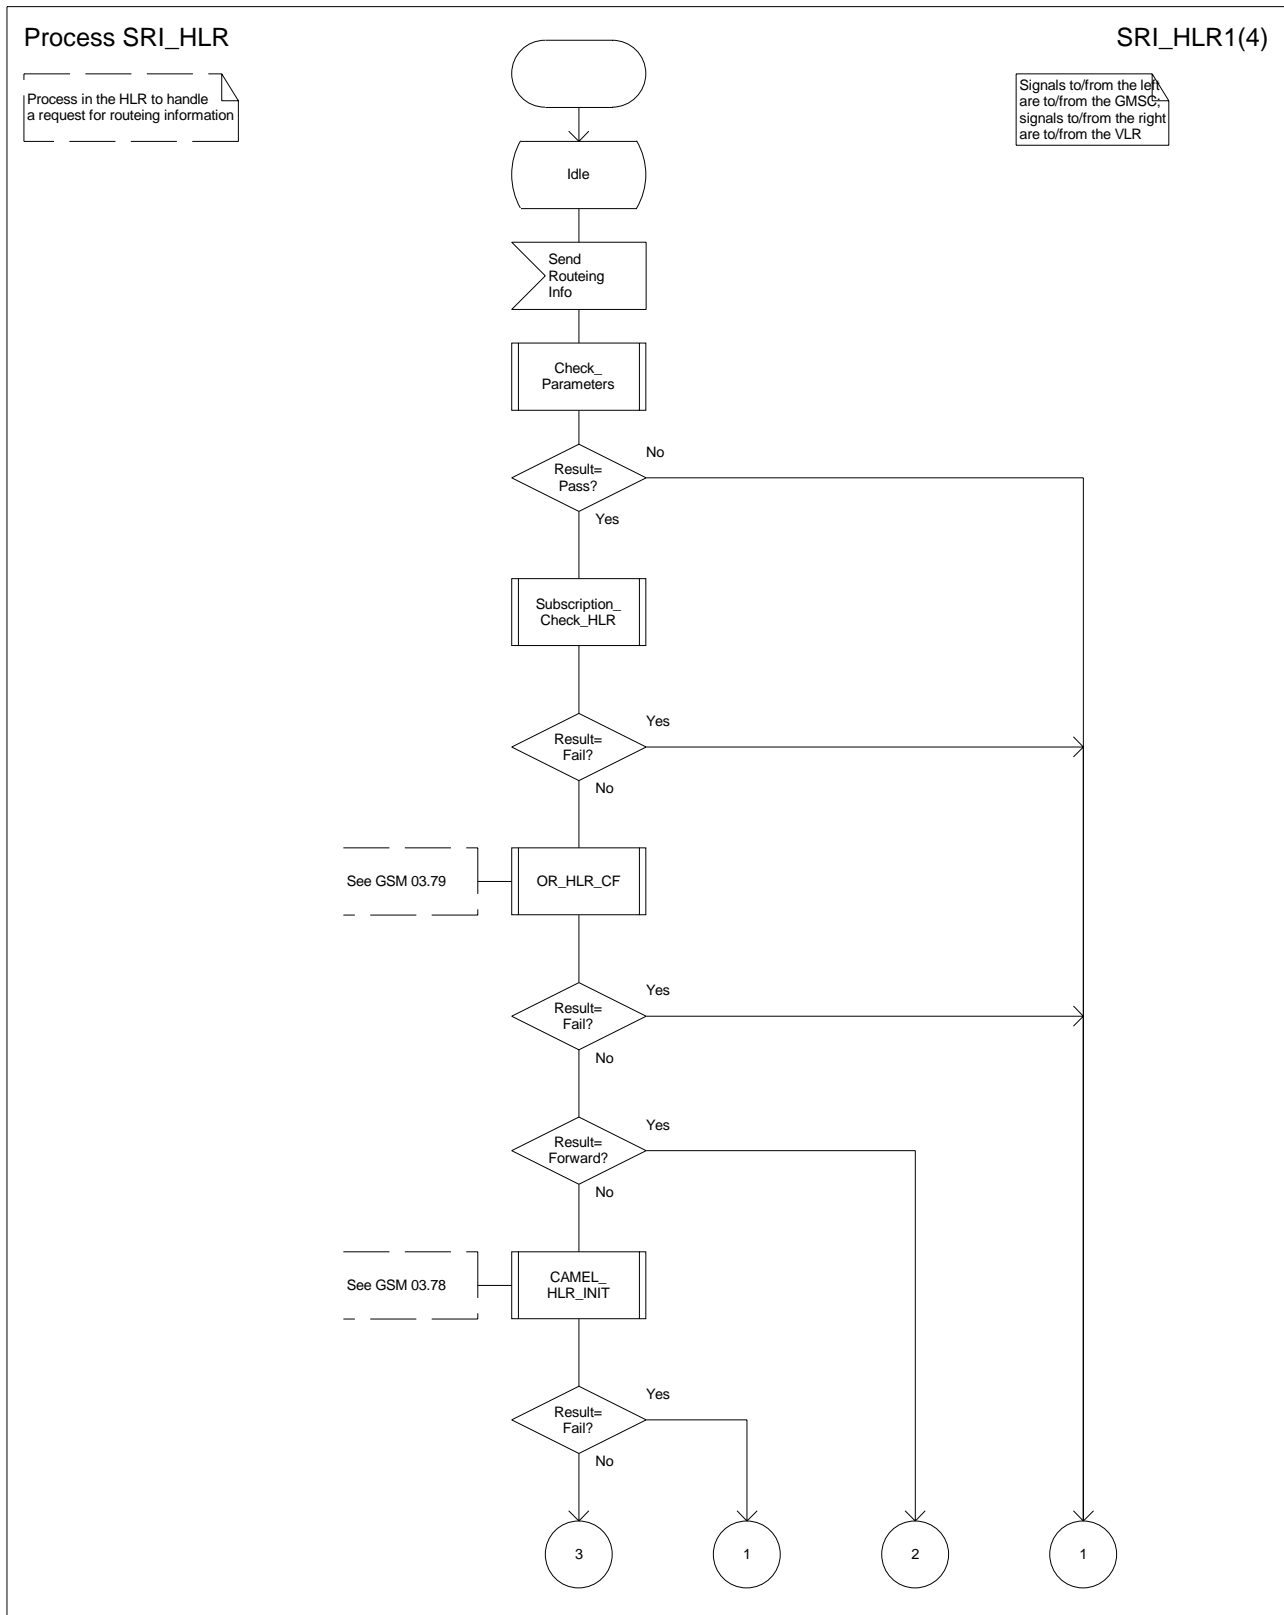 Process SRI_HLR
SRI_HLR1(4)
Process in the HLR to handle
a request for routeing information
Signals to/from the left
are to/from the GMSC;
signals to/from the right
are to/from the VLR
Idle
Send
Routeing
Info
Check_
Parameters
Result=
Pass?
No
Yes
Subscription_
Check_HLR
Result=
Fail?
Yes
No
See GSM 03.79
OR_HLR_CF
Result=
Fail?
Yes
No
Result=
Forward?
Yes
No
See GSM 03.78
CAMEL_
HLR_INIT
Result=
Fail?
Yes
No
3
1
2
1